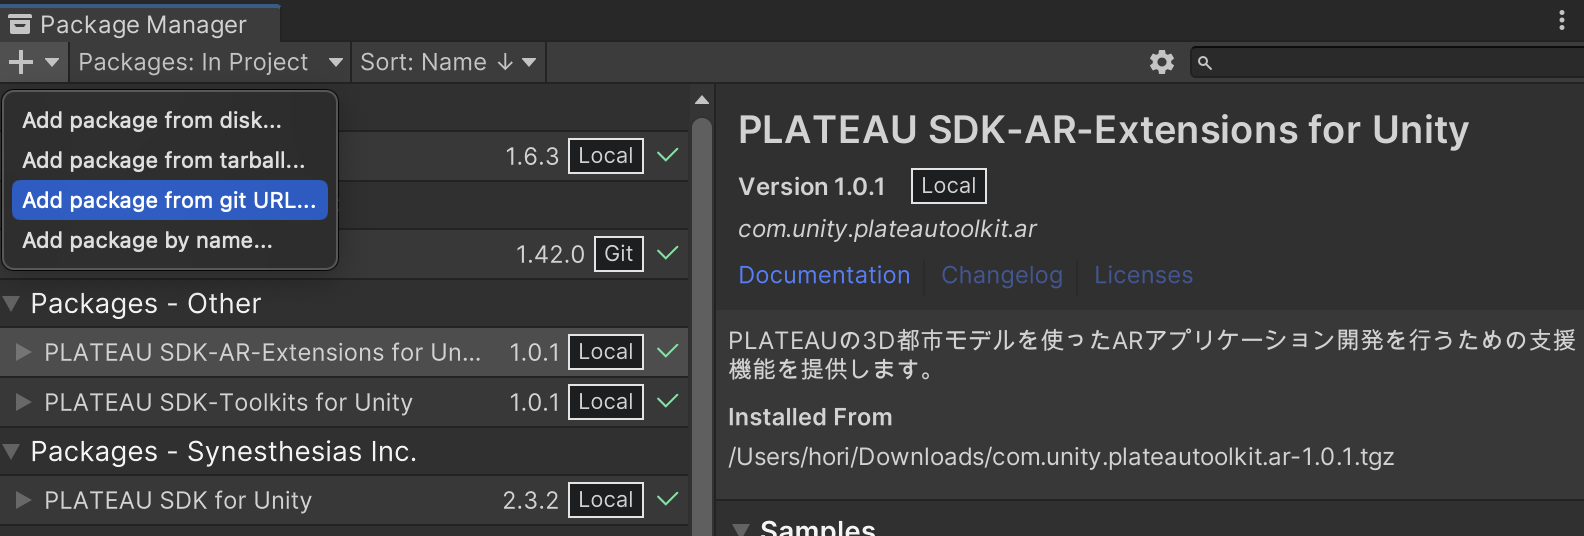 Package Manager
Packages: In Project
Sort: Name ↓
Add package from disk...
Add package from tarball...
Add package from git URL...
Add package by name...
1.6.3 Local
1.42.0 Git
Packages - Other
PLATEAU SDK-AR-Extensions for Un... 1.0.1 Local
PLATEAU SDK-Toolkits for Unity 1.0.1 Local
Packages - Synesthesias Inc.
PLATEAU SDK for Unity 2.3.2 Local
PLATEAU SDK-AR-Extensions for Unity
Version 1.0.1 Local
com.unity.plateautoolkit.ar
Documentation Changelog Licenses
PLATEAUの3D都市モデルを使ったARアプリケーション開発を行うための支援
機能を提供します。
Installed From
/Users/hori/Downloads/com.unity.plateautoolkit.ar-1.0.1.tgz
Samples